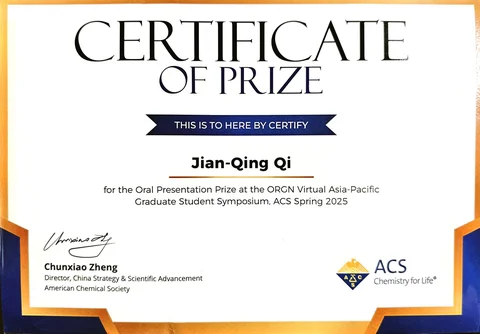 CERTIFICATE
OF PRIZE
THIS IS TO HERE BY CERTIFY
Jian-Qing Qi
for the Oral Presentation Prize at the ORGN Virtual Asia-Pacific
Graduate Student Symposium, ACS Spring 2025
Chunxiao Zheng
Director, China Strategy & Scientific Advancement
American Chemical Society
ACS
Chemistry for Life®
A C
S